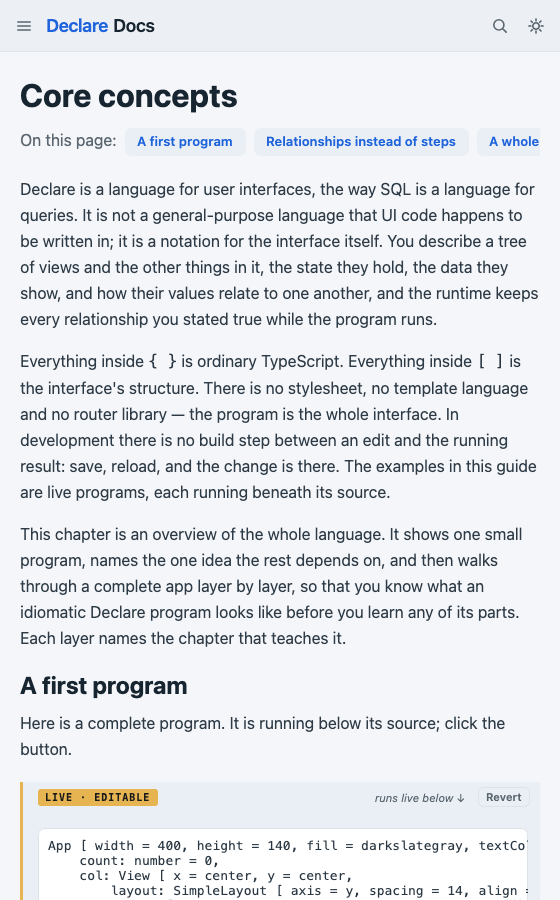 Declare Docs
Core concepts
On this page: A first program Relationships instead of steps A whole
Declare is a language for user interfaces, the way SQL is a language for
queries. It is not a general-purpose language that UI code happens to
be written in; it is a notation for the interface itself. You describe a tree
of views and the other things in it, the state they hold, the data they
show, and how their values relate to one another, and the runtime keeps
every relationship you stated true while the program runs.
Everything inside { } is ordinary TypeScript. Everything inside [ ] is
the interface's structure. There is no stylesheet, no template language
and no router library — the program is the whole interface. In
development there is no build step between an edit and the running
result: save, reload, and the change is there. The examples in this guide
are live programs, each running beneath its source.
This chapter is an overview of the whole language. It shows one small
program, names the one idea the rest depends on, and then walks
through a complete app layer by layer, so that you know what an
idiomatic Declare program looks like before you learn any of its parts.
Each layer names the chapter that teaches it.
A first program
Here is a complete program. It is running below its source; click the
button.
LIVE · EDITABLE runs live below ↓ Revert
App [ width = 400, height = 140, fill = darkslategray, textCo
count: number = 0,
col: View [ x = center, y = center,
layout: SimpleLayout [ axis = y, spacing = 14, align =